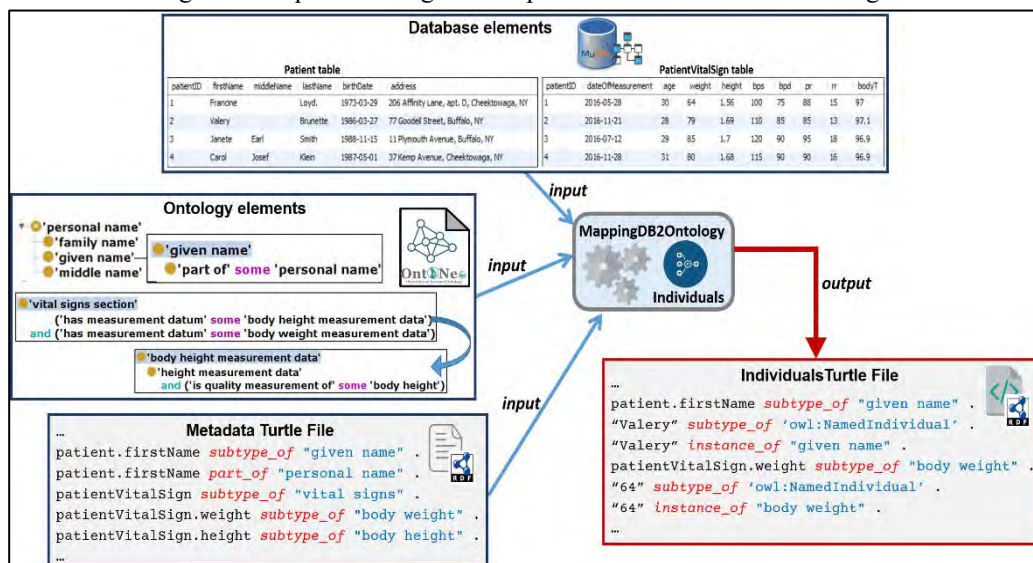 Database elements
MySQL
Patient table
patientID firstName middleName lastName birthDate address
1 Francine Loyd. 1973-03-29 206 Affinity Lane, apt. D, Cheektowaga, NY
2 Valery Brunette 1986-03-27 77 Goodel Street, Buffalo, NY
3 Janete Earl Smith 1988-11-15 11 Plymouth Avenue, Buffalo, NY
4 Carol Josef Klein 1987-05-01 37 Kemp Avenue, Cheektowaga, NY
PatientVitalSign table
patientID dateOfMeasurement age weight height bps bpd pr rr bodyT
1 2016-05-28 30 64 1.56 100 75 88 15 97
2 2016-11-21 28 79 1.69 110 85 85 13 97.1
3 2016-07-12 29 85 1.7 120 90 95 18 96.9
4 2016-11-28 31 80 1.68 115 90 90 16 96.9
input
Ontology elements
'personal name'
'family name'
'given name'
'middle name'
'given name'
'part of' some 'personal name'
OntONeo
'vital signs section'
('has measurement datum' some 'body height measurement data')
and ('has measurement datum' some 'body weight measurement data')
'body height measurement data'
'height measurement data'
and ('is quality measurement of' some 'body height')
input
MappingDB2Ontology
Individuals
output
input
Metadata Turtle File
RDF
...
patient.firstName subtype_of "given name" .
patient.firstName part_of "personal name" .
patientVitalSign subtype_of "vital signs" .
patientVitalSign.weight subtype_of "body weight" .
patientVitalSign.height subtype_of "body height" .
...
IndividualsTurtle File
RDF
...
patient.firstName subtype_of "given name" .
“Valery” subtype_of ‘owl:NamedIndividual’ .
“Valery” instance_of "given name" .
patientVitalSign.weight subtype_of "body weight" .
“64” subtype_of ‘owl:NamedIndividual’ .
“64” instance_of "body weight" .
...